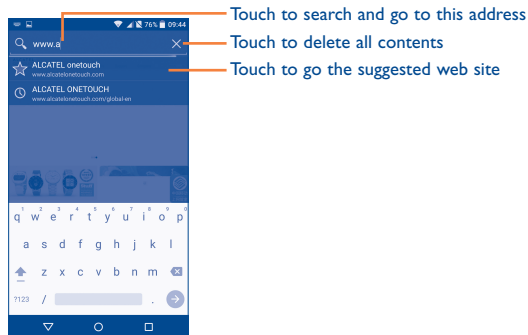 76% 09:44
www.a
Touch to search and go to this address
Touch to delete all contents
ALCATEL onetouch
www.alcatelonetouch.com
Touch to go the suggested web site
ALCATEL ONETOUCH
www.alcatelonetouch.com/global-en
1 2 3 4 5 6 7 8 9 0
q w e r t y u i o p
a s d f g h j k l
z x c v b n m
?123 / .